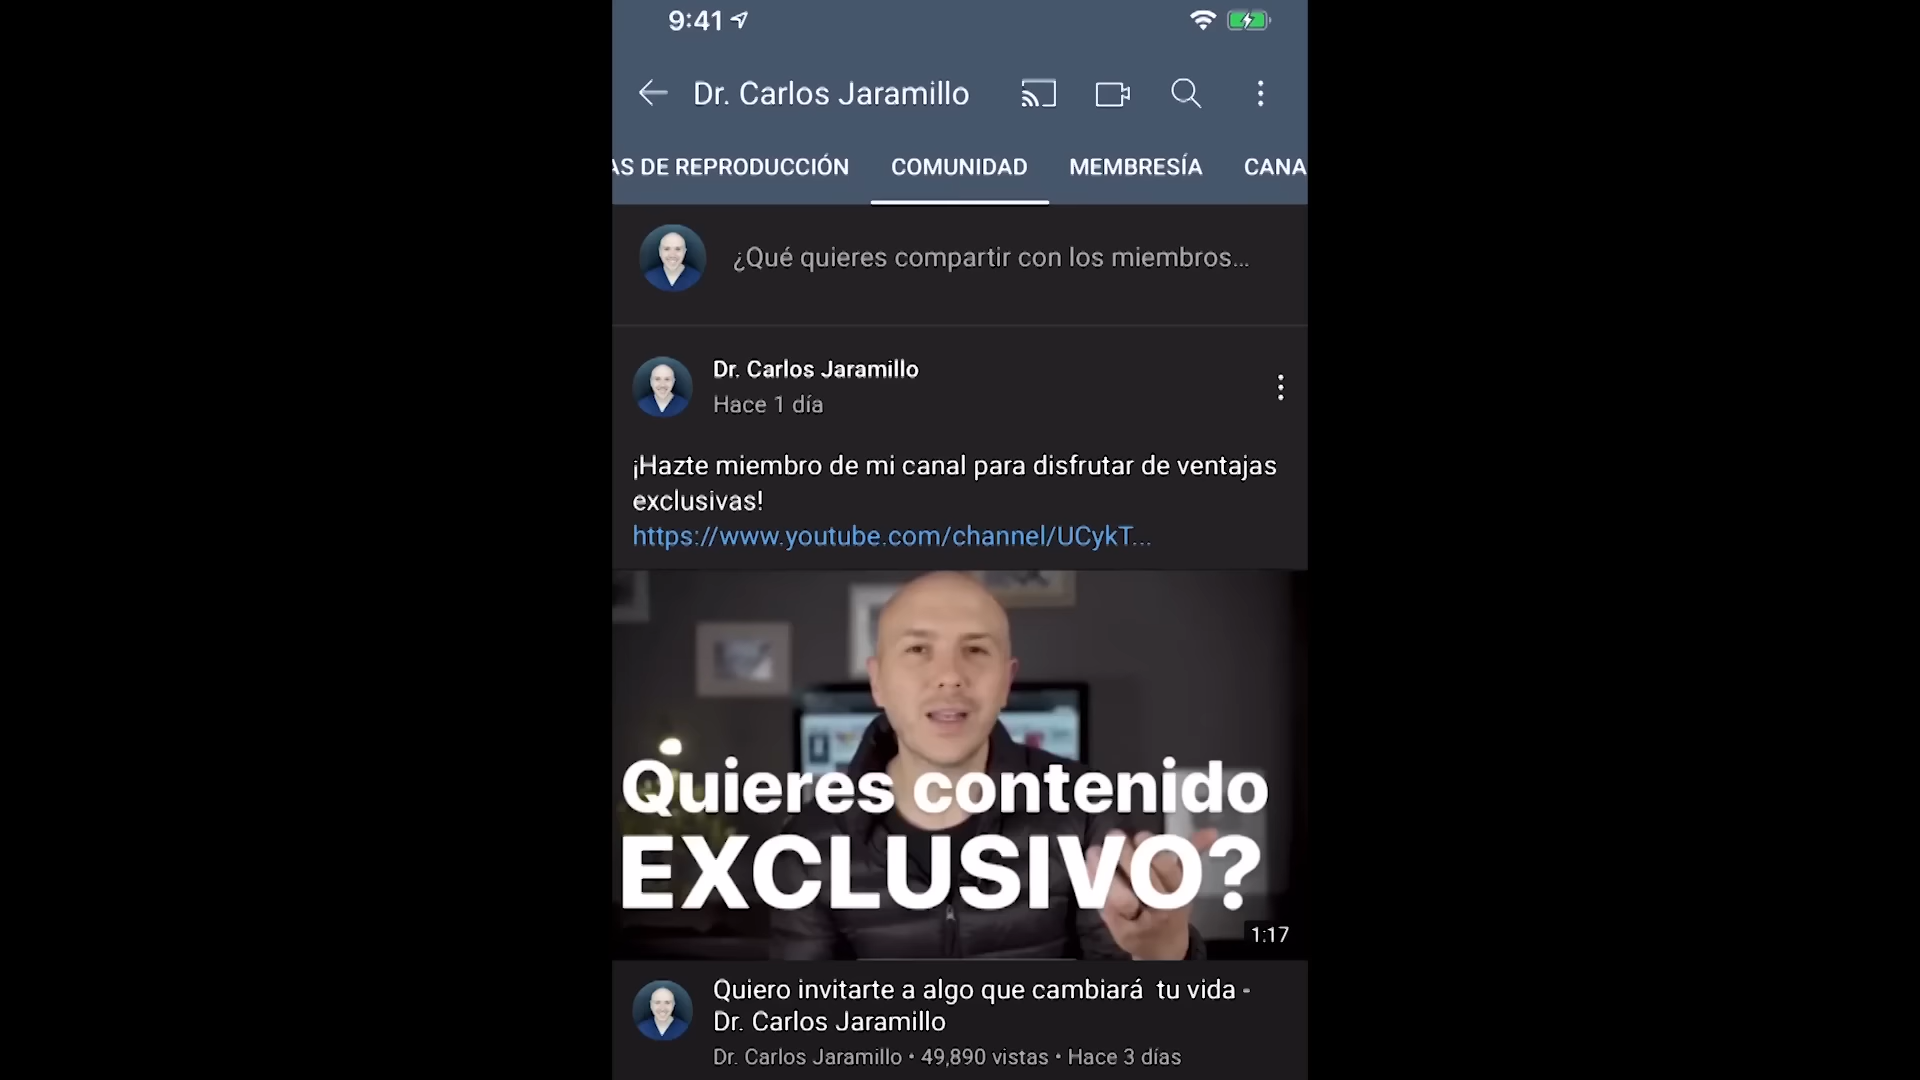 9:41
Dr. Carlos Jaramillo
AS DE REPRODUCCIÓN COMUNIDAD MEMBRESÍA CANA
¿Qué quieres compartir con los miembros...
Dr. Carlos Jaramillo
Hace 1 día
¡Hazte miembro de mi canal para disfrutar de ventajas
exclusivas!
https://www.youtube.com/channel/UCykT...
Quieres contenido
EXCLUSIVO?
1:17
Quiero invitarte a algo que cambiará tu vida -
Dr. Carlos Jaramillo
Dr. Carlos Jaramillo • 49,890 vistas • Hace 3 días